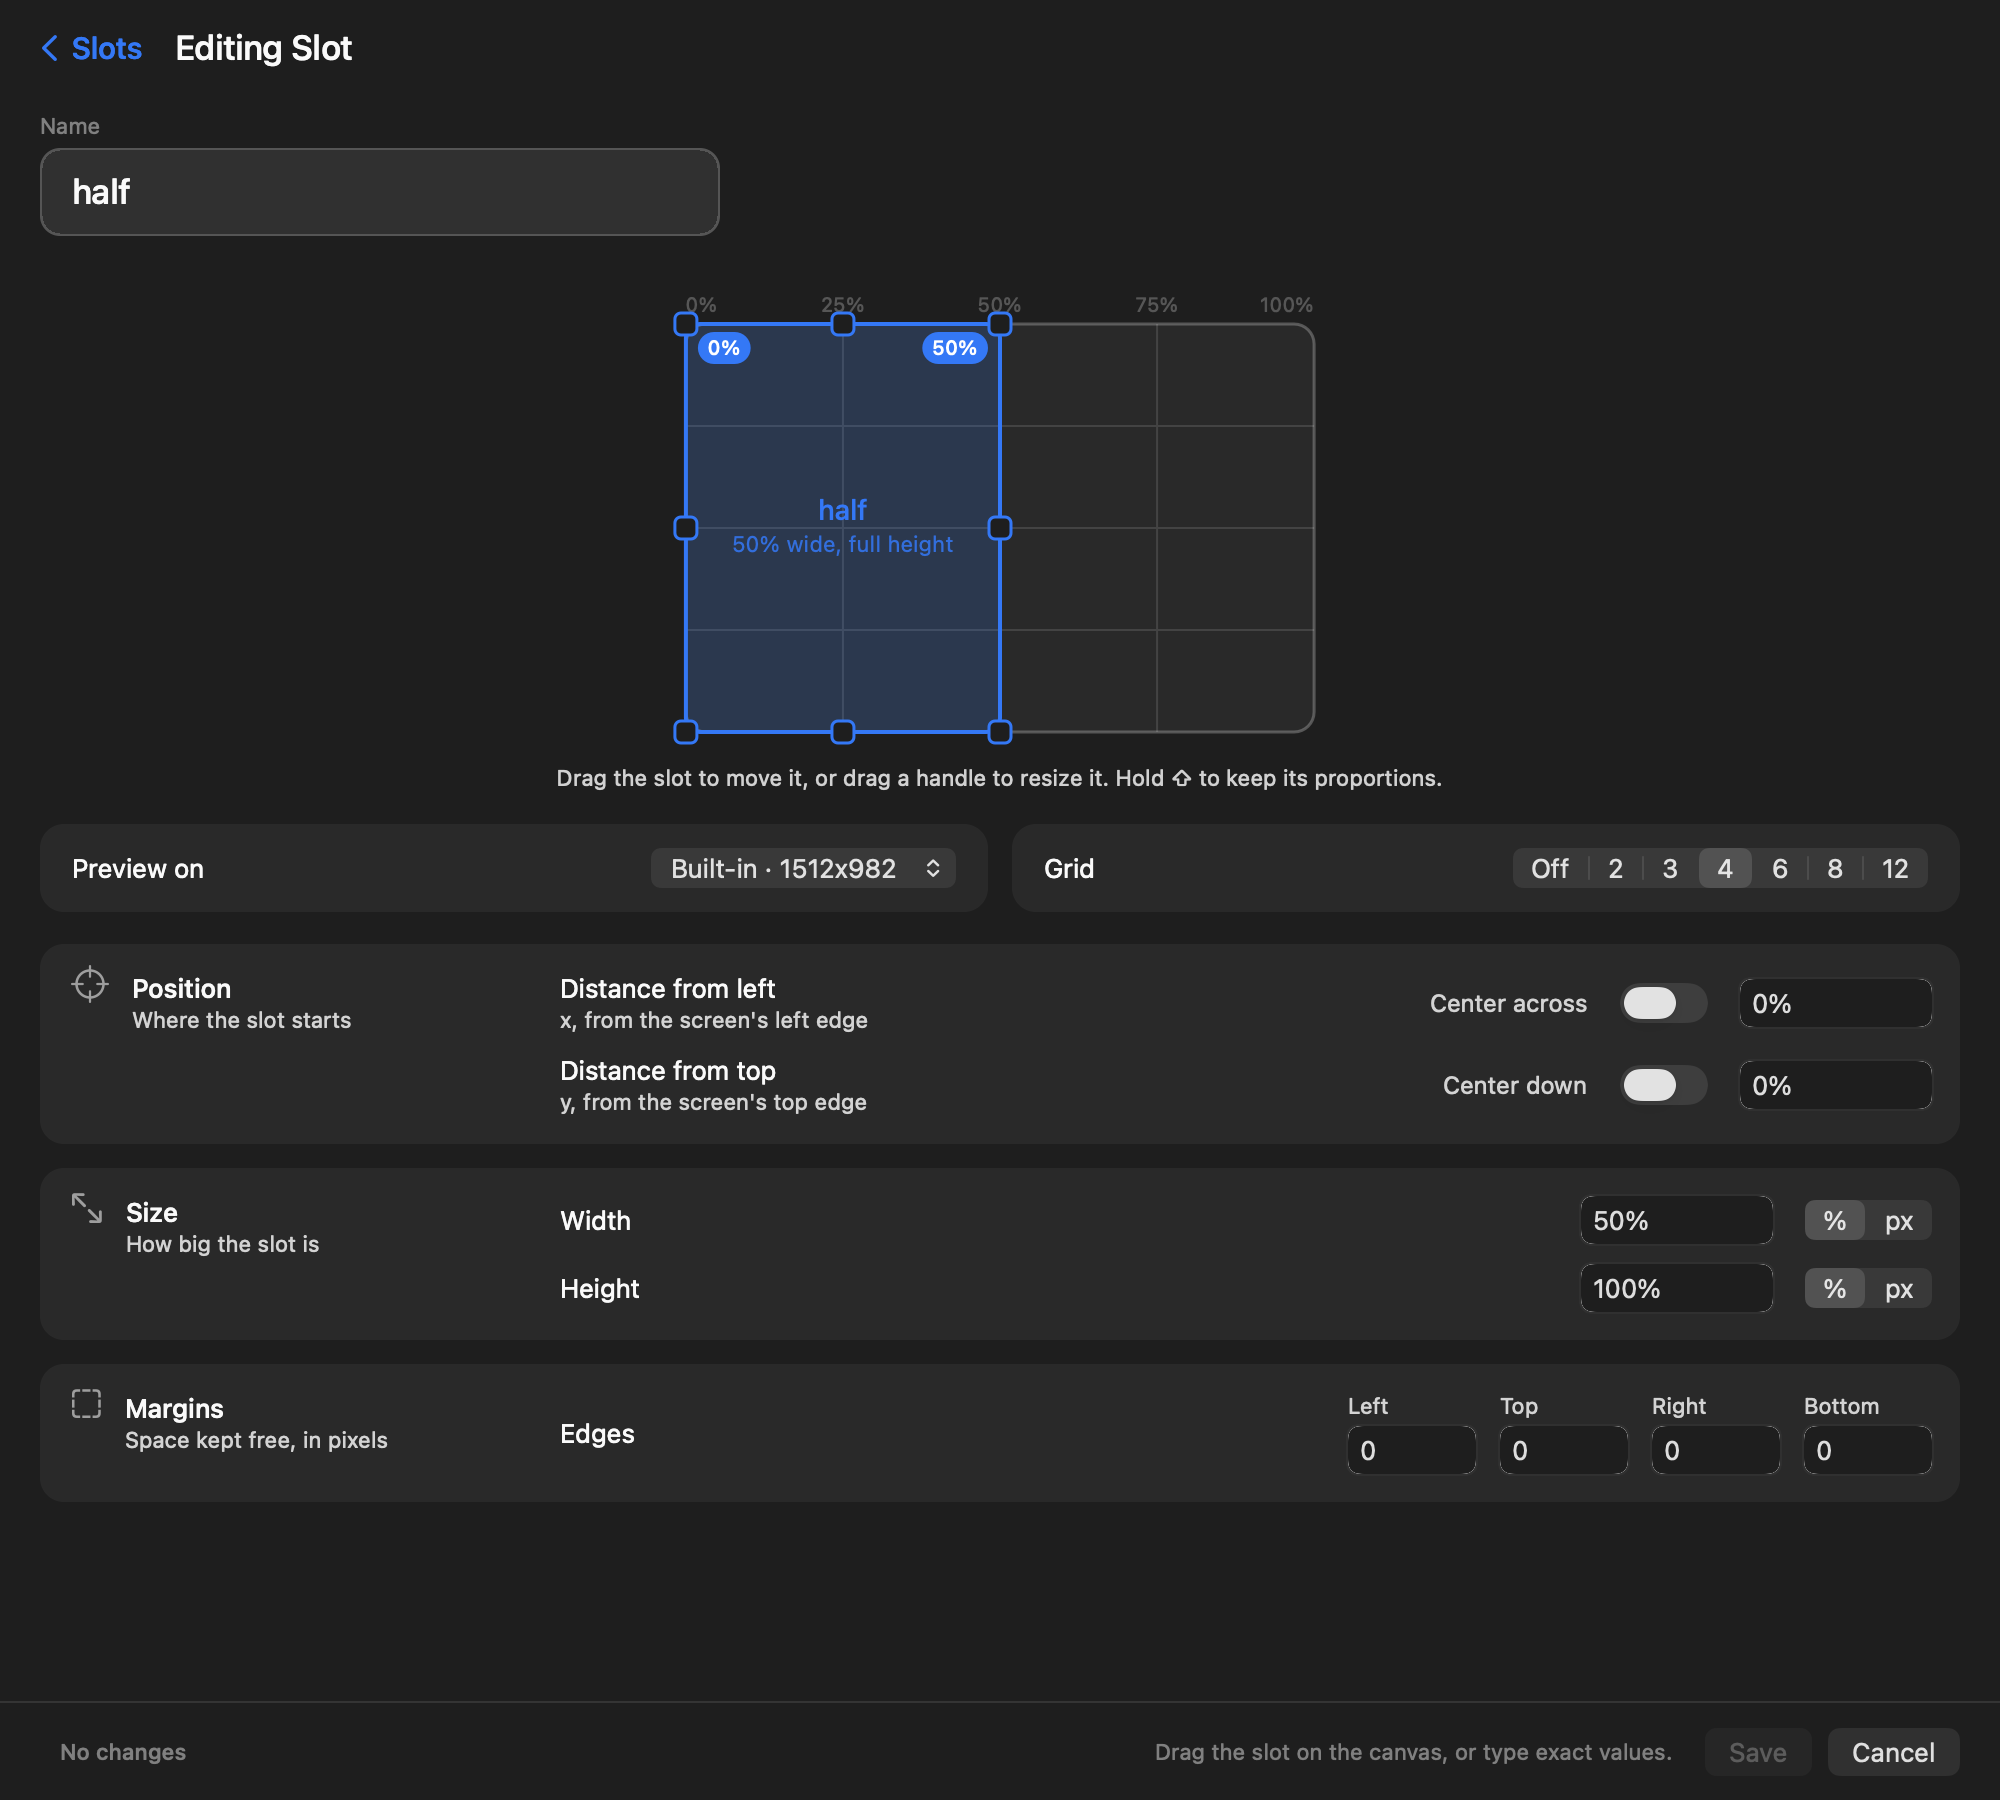 Slots Editing Slot
Name
half
0% 25% 50% 75% 100%
0% 50%
half
50% wide, full height
Drag the slot to move it, or drag a handle to resize it. Hold ⇧ to keep its proportions.
Preview on Built-in · 1512x982
Grid Off 2 3 4 6 8 12
Position
Where the slot starts
Distance from left
x, from the screen's left edge
Center across 0%
Distance from top
y, from the screen's top edge
Center down 0%
Size
How big the slot is
Width 50% % px
Height 100% % px
Margins
Space kept free, in pixels
Edges
Left Top Right Bottom
0 0 0 0
No changes
Drag the slot on the canvas, or type exact values.
Save Cancel